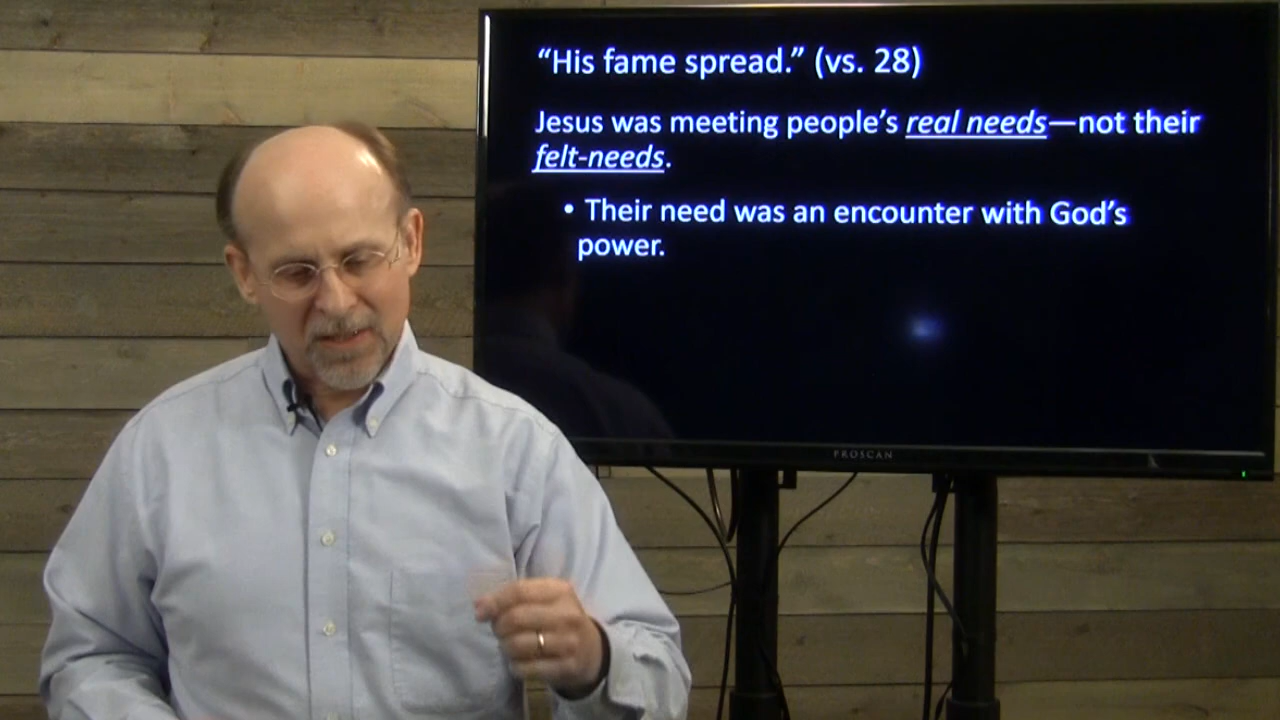 “His fame spread.” (vs. 28)
Jesus was meeting people’s real needs—not their
felt-needs.
• Their need was an encounter with God’s
power.
PROSCAN